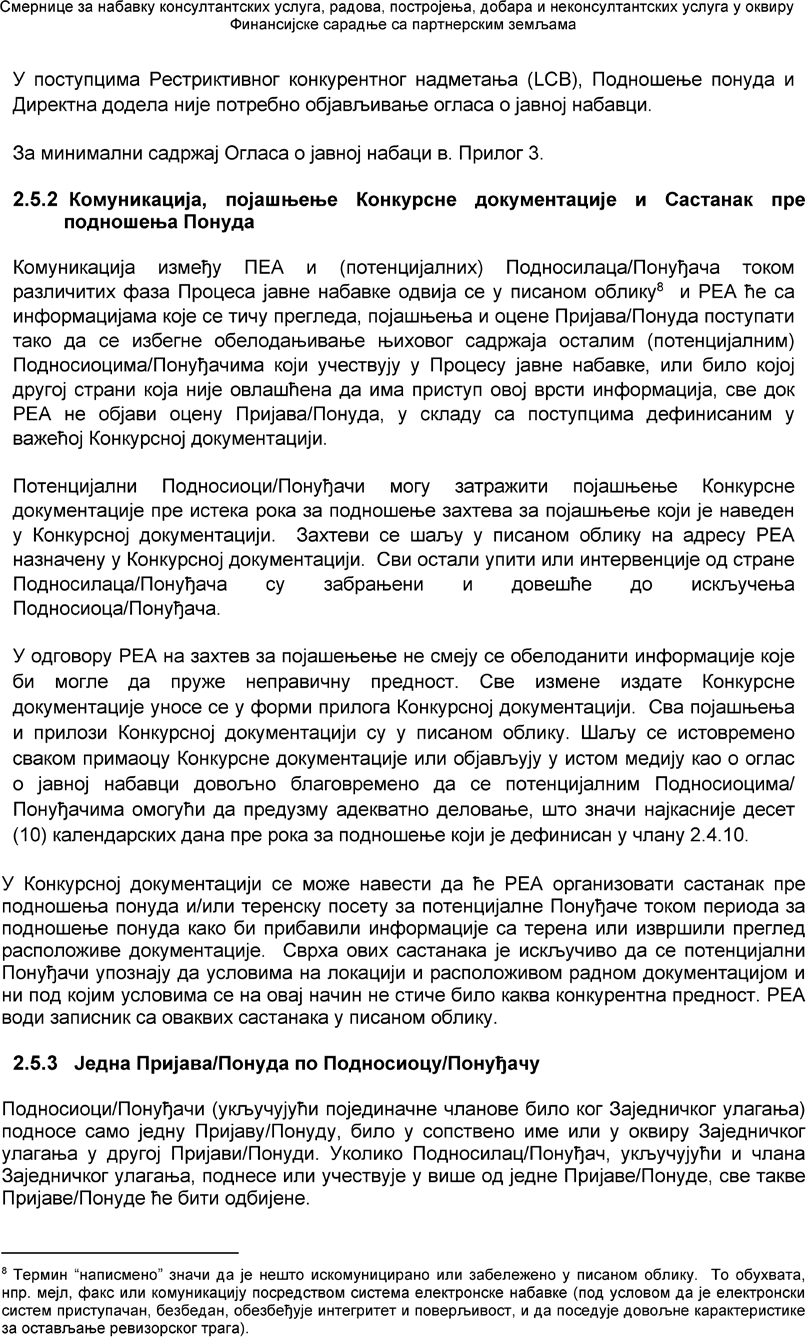 Смернице за набавку консултантских услуга, радова, постројења, добара и неконсултантских услуга у оквиру
Финансијске сарадње са партнерским земљама
У поступцима Рестриктивног конкурентног надметања (LCB), Подношење понуда и
Директна додела није потребно објављивање огласа о јавној набавци.
За минимални садржај Огласа о јавној набаци в. Прилог 3.
2.5.2 Комуникација, појашњење Конкурсне документације и Састанак пре
подношења Понуда
Комуникација између ПЕА и (потенцијалних) Подносилаца/Понуђача током
различитих фаза Процеса јавне набавке одвија се у писаном облику⁸ и PEA ће са
информацијама које се тичу прегледа, појашњења и оцене Пријава/Понуда поступати
тако да се избегне обелодањивање њиховог садржаја осталим (потенцијалним)
Подносиоцима/Понуђачима који учествују у Процесу јавне набавке, или било којој
другој страни која није овлашћена да има приступ овој врсти информација, све док
PEA не објави оцену Пријава/Понуда, у складу са поступцима дефинисаним у
важећој Конкурсној документацији.
Потенцијални Подносиоци/Понуђачи могу затражити појашњење Конкурсне
документације пре истека рока за подношење захтева за појашњење који је наведен
у Конкурсној документацији. Захтеви се шаљу у писаном облику на адресу PEA
назначену у Конкурсној документацији. Сви остали упити или интервенције од стране
Подносилаца/Понуђача су забрањени и довешће до искључења
Подносиоца/Понуђача.
У одговору PEA на захтев за појашењење не смеју се обелоданити информације које
би могле да пруже неправичну предност. Све измене издате Конкурсне
документације уносе се у форми прилога Конкурсној документацији. Сва појашњења
и прилози Конкурсној документацији су у писаном облику. Шаљу се истовремено
сваком примаоцу Конкурсне документације или објављују у истом медију као о оглас
о јавној набавци довољно благовремено да се потенцијалним Подносиоцима/
Понуђачима омогући да предузму адекватно деловање, што значи најкасније десет
(10) календарских дана пре рока за подношење који је дефинисан у члану 2.4.10.
У Конкурсној документацији се може навести да ће PEA организовати састанак пре
подношења понуда и/или теренску посету за потенцијалне Понуђаче током периода за
подношење понуда како би прибавили информације са терена или извршили преглед
расположиве документације. Сврха ових састанака је искључиво да се потенцијални
Понуђачи упознају да условима на локацији и расположивом радном документацијом и
ни под којим условима се на овај начин не стиче било каква конкурентна предност. PEA
води записник са оваквих састанака у писаном облику.
2.5.3 Једна Пријава/Понуда по Подносиоцу/Понуђачу
Подносиоци/Понуђачи (укључујући појединачне чланове било ког Заједничког улагања)
подносе само једну Пријаву/Понуду, било у сопствено име или у оквиру Заједничког
улагања у другој Пријави/Понуди. Уколико Подносилац/Понуђач, укључујући и члана
Заједничког улагања, поднесе или учествује у више од једне Пријаве/Понуде, све такве
Пријаве/Понуде ће бити одбијене.
⁸ Термин “написмено” значи да је нешто искомуницирано или забележено у писаном облику. То обухвата,
нпр. мејл, факс или комуникацију посредством система електронске набавке (под условом да је електронски
систем приступачан, безбедан, обезбеђује интегритет и поверљивост, и да поседује довољне карактеристике
за остављање ревизорског трага).